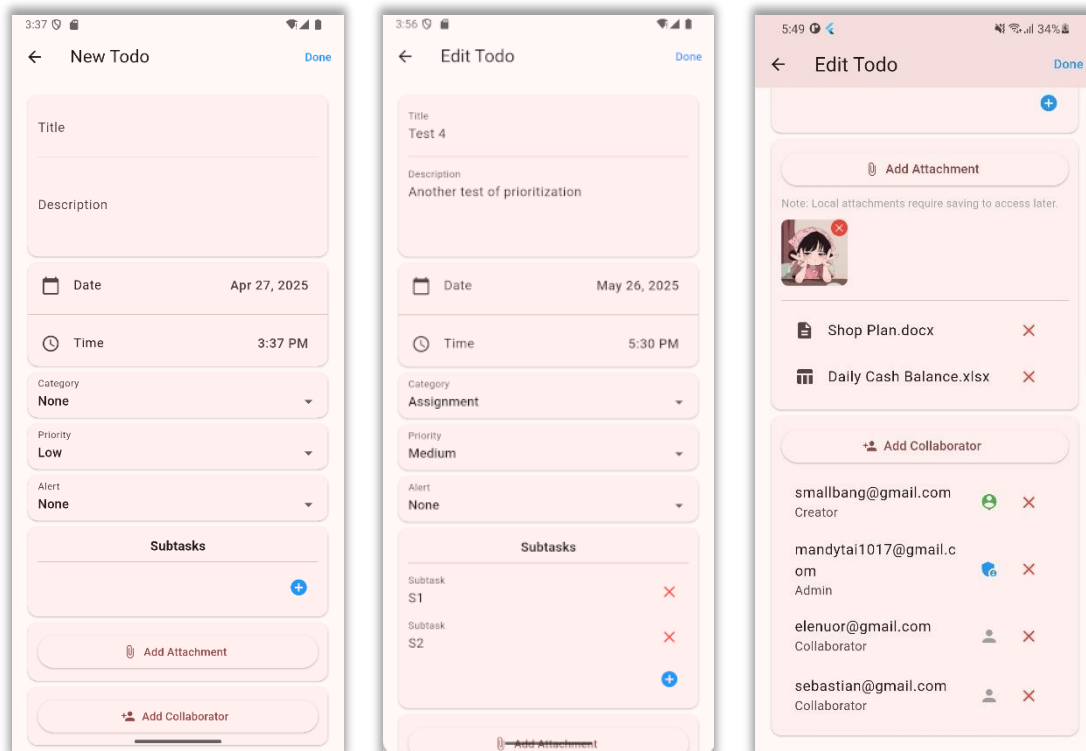 3:37
New Todo
Done
Title
Description
Date
Apr 27, 2025
Time
3:37 PM
Category
None
Priority
Low
Alert
None
Subtasks
Add Attachment
Add Collaborator
3:56
Edit Todo
Done
Title
Test 4
Description
Another test of prioritization
Date
May 26, 2025
Time
5:30 PM
Category
Assignment
Priority
Medium
Alert
None
Subtasks
Subtask
S1
Subtask
S2
Add Attachment
5:49
34%
Edit Todo
Done
Add Attachment
Note: Local attachments require saving to access later.
Shop Plan.docx
Daily Cash Balance.xlsx
Add Collaborator
smallbang@gmail.com
Creator
mandytai1017@gmail.c
om
Admin
elenuor@gmail.com
Collaborator
sebastian@gmail.com
Collaborator